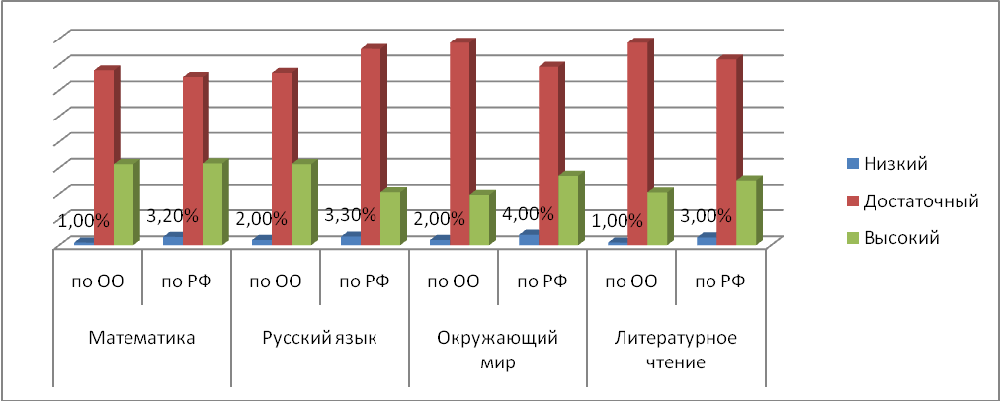 1,00%
3,20%
2,00%
3,30%
2,00%
4,00%
1,00%
3,00%
по ОО
по РФ
по ОО
по РФ
по ОО
по РФ
по ОО
по РФ
Математика
Русский язык
Окружающий
мир
Литературное
чтение
Низкий
Достаточный
Высокий